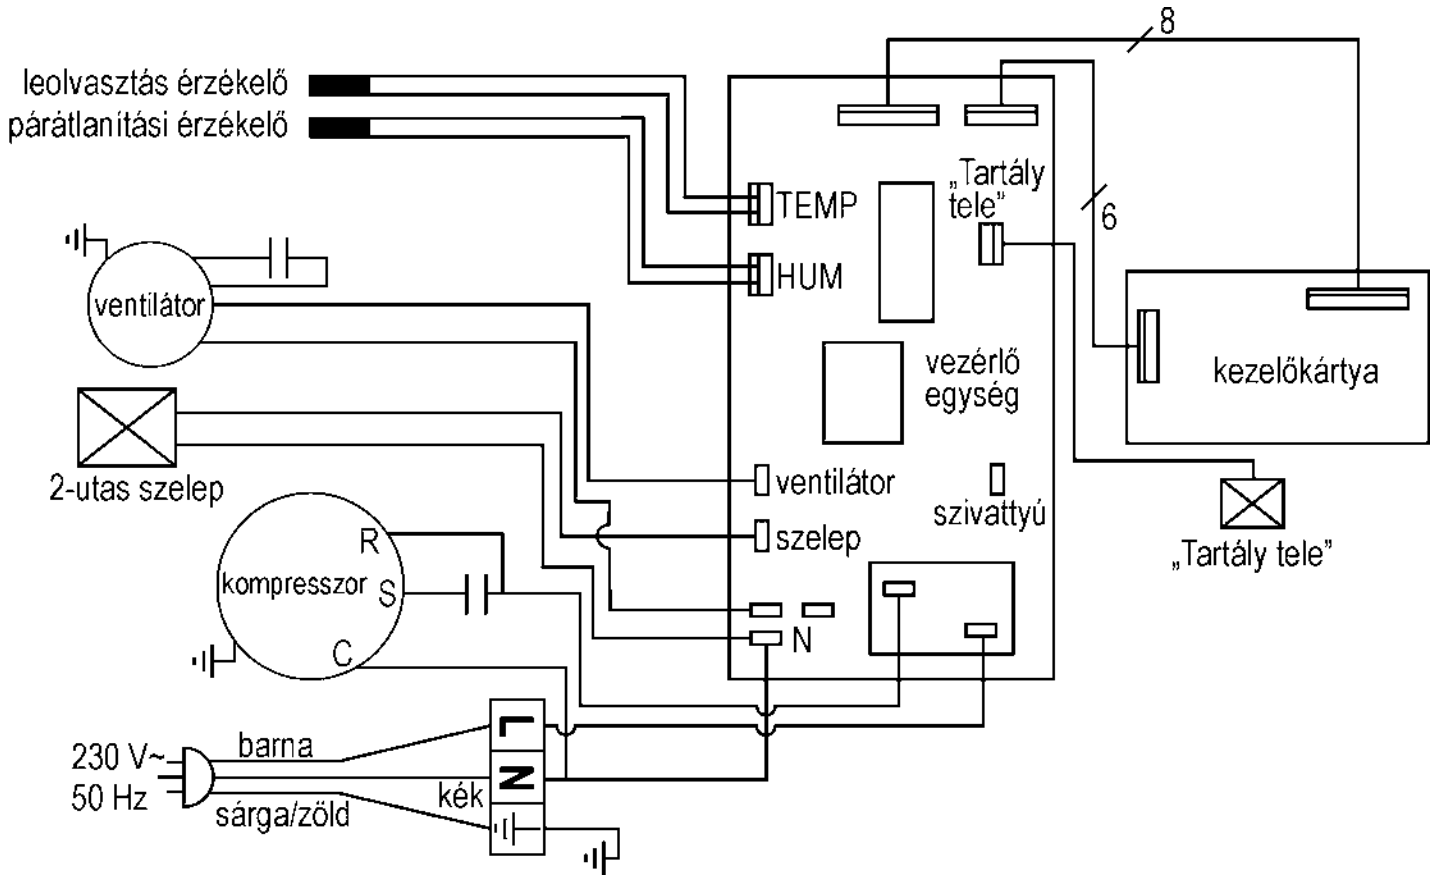 8
leolvasztás érzékelő
párátlanítási érzékelő
„Tartály
tele”
TEMP
6
HUM
ventilátor
vezérlő
egység
kezelőkártya
2-utas szelep
ventilátor
szivattyú
szelep
„Tartály tele”
R
kompresszor
S
N
C
L
barna
230 V~
N
kék
50 Hz
sárga/zöld